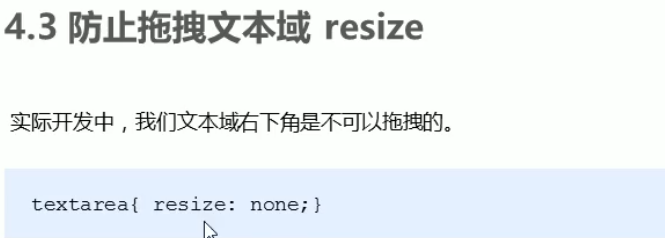 4.3 防止拖拽文本域 resize
实际开发中，我们文本域右下角是不可以拖拽的。
textarea{ resize: none;}